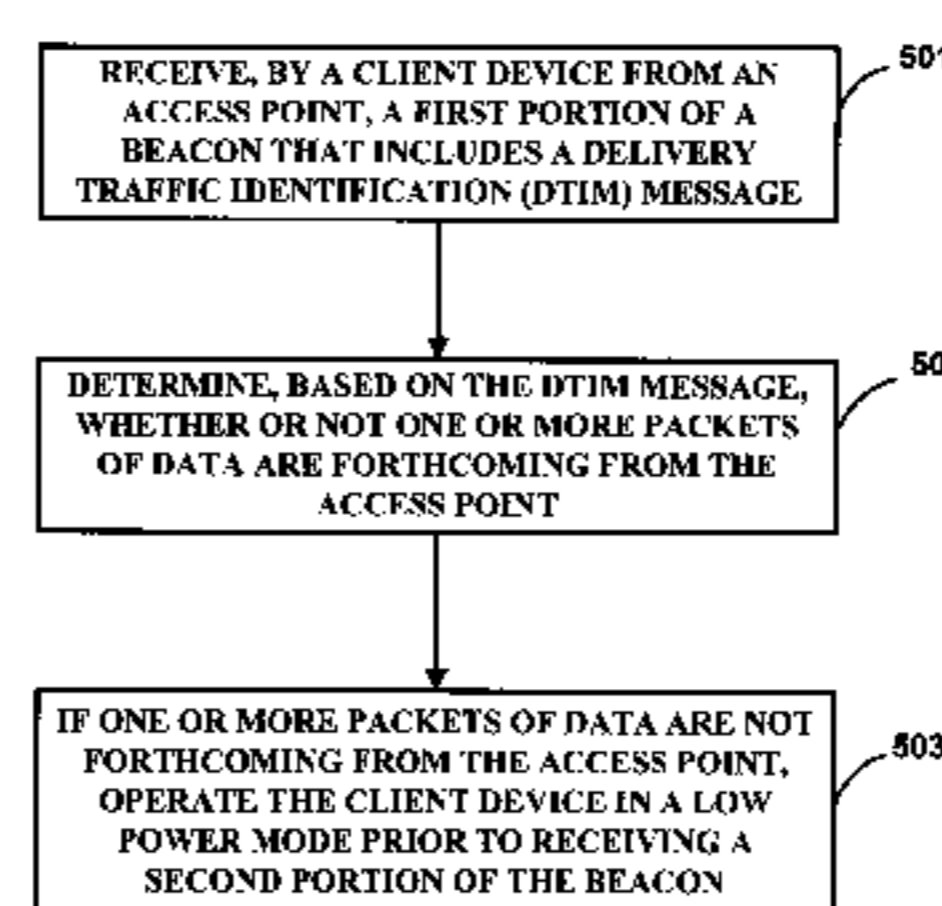 RECEIVE, BY A CLIENT DEVICE FROM AN
ACCESS POINT, A FIRST PORTION OF A
BEACON THAT INCLUDES A DELIVERY
TRAFFIC IDENTIFICATION (DTIM) MESSAGE
501
DETERMINE, BASED ON THE DTIM MESSAGE,
WHETHER OR NOT ONE OR MORE PACKETS
OF DATA ARE FORTHCOMING FROM THE
ACCESS POINT
50
IF ONE OR MORE PACKETS OF DATA ARE NOT
FORTHCOMING FROM THE ACCESS POINT,
OPERATE THE CLIENT DEVICE IN A LOW
POWER MODE PRIOR TO RECEIVING A
SECOND PORTION OF THE BEACON
503